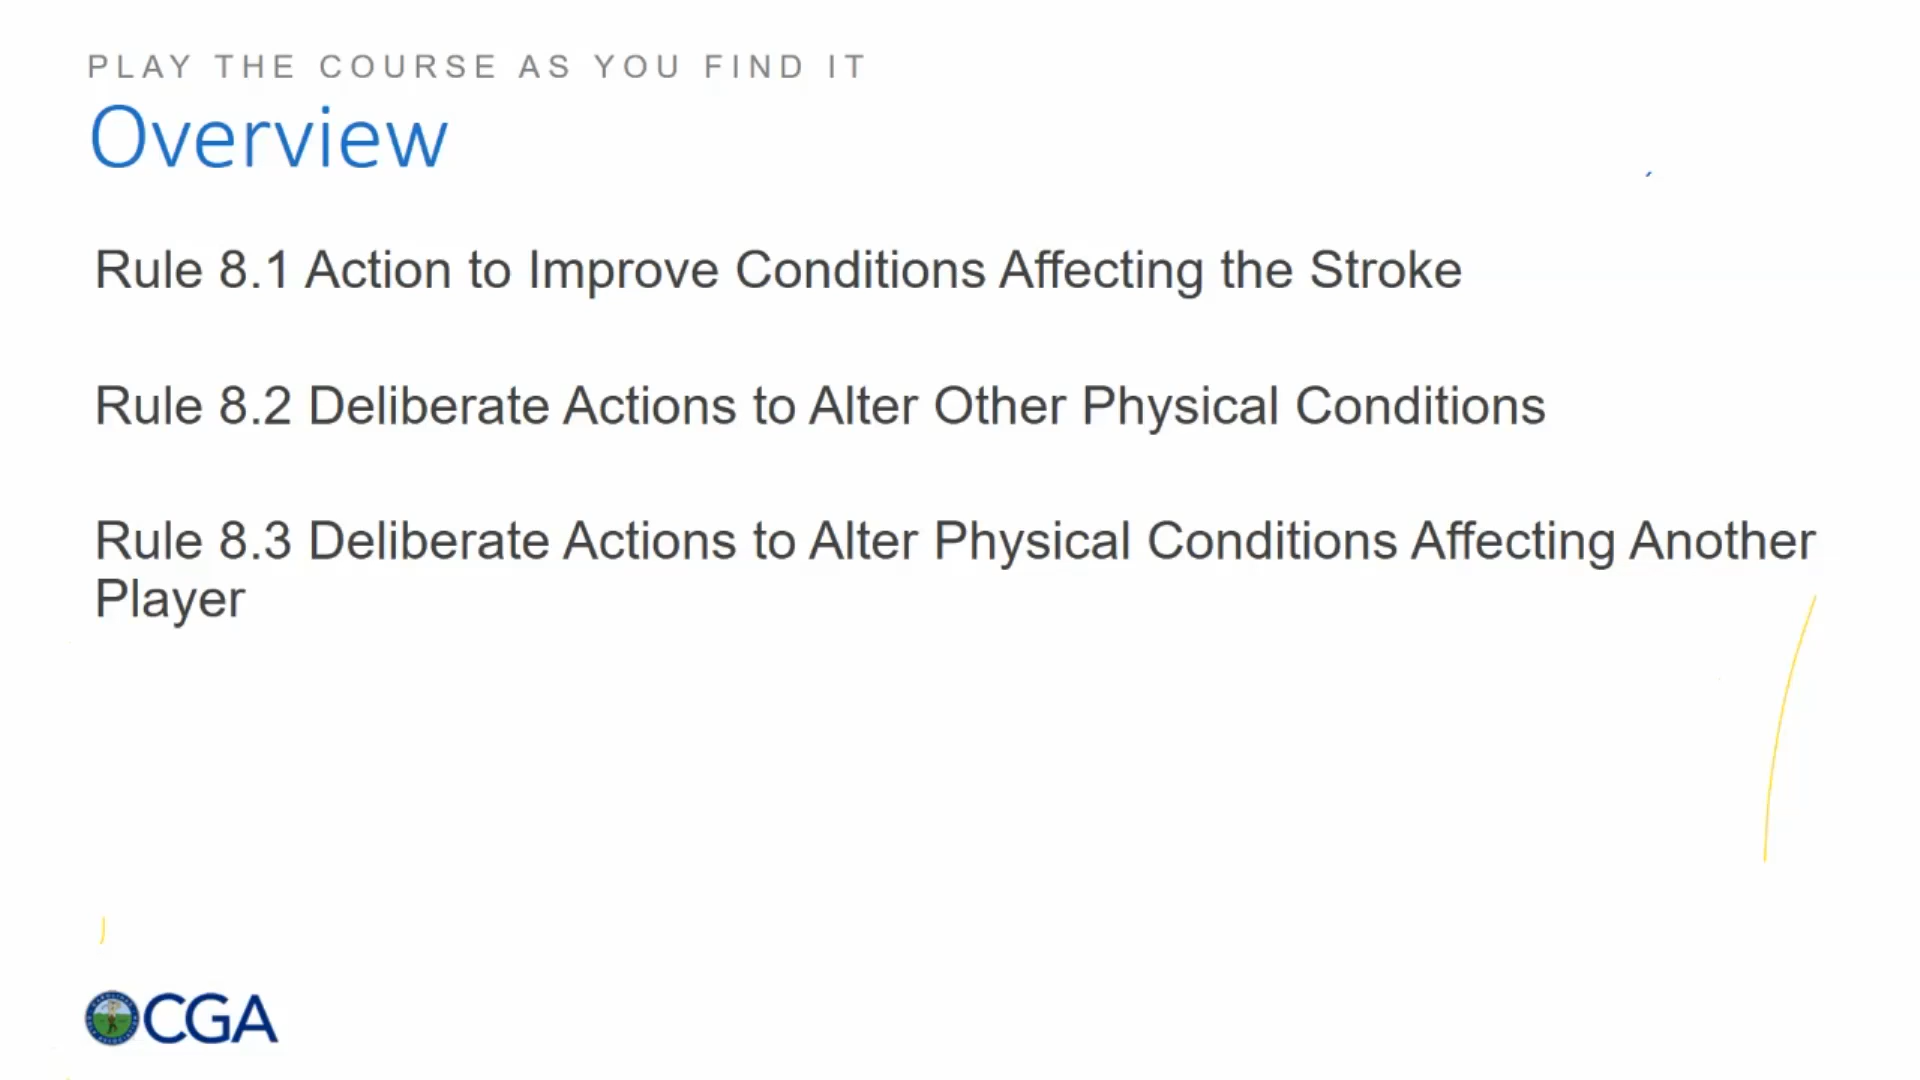 PLAY THE COURSE AS YOU FIND IT
Overview
Rule 8.1 Action to Improve Conditions Affecting the Stroke
Rule 8.2 Deliberate Actions to Alter Other Physical Conditions
Rule 8.3 Deliberate Actions to Alter Physical Conditions Affecting Another
Player
CGA